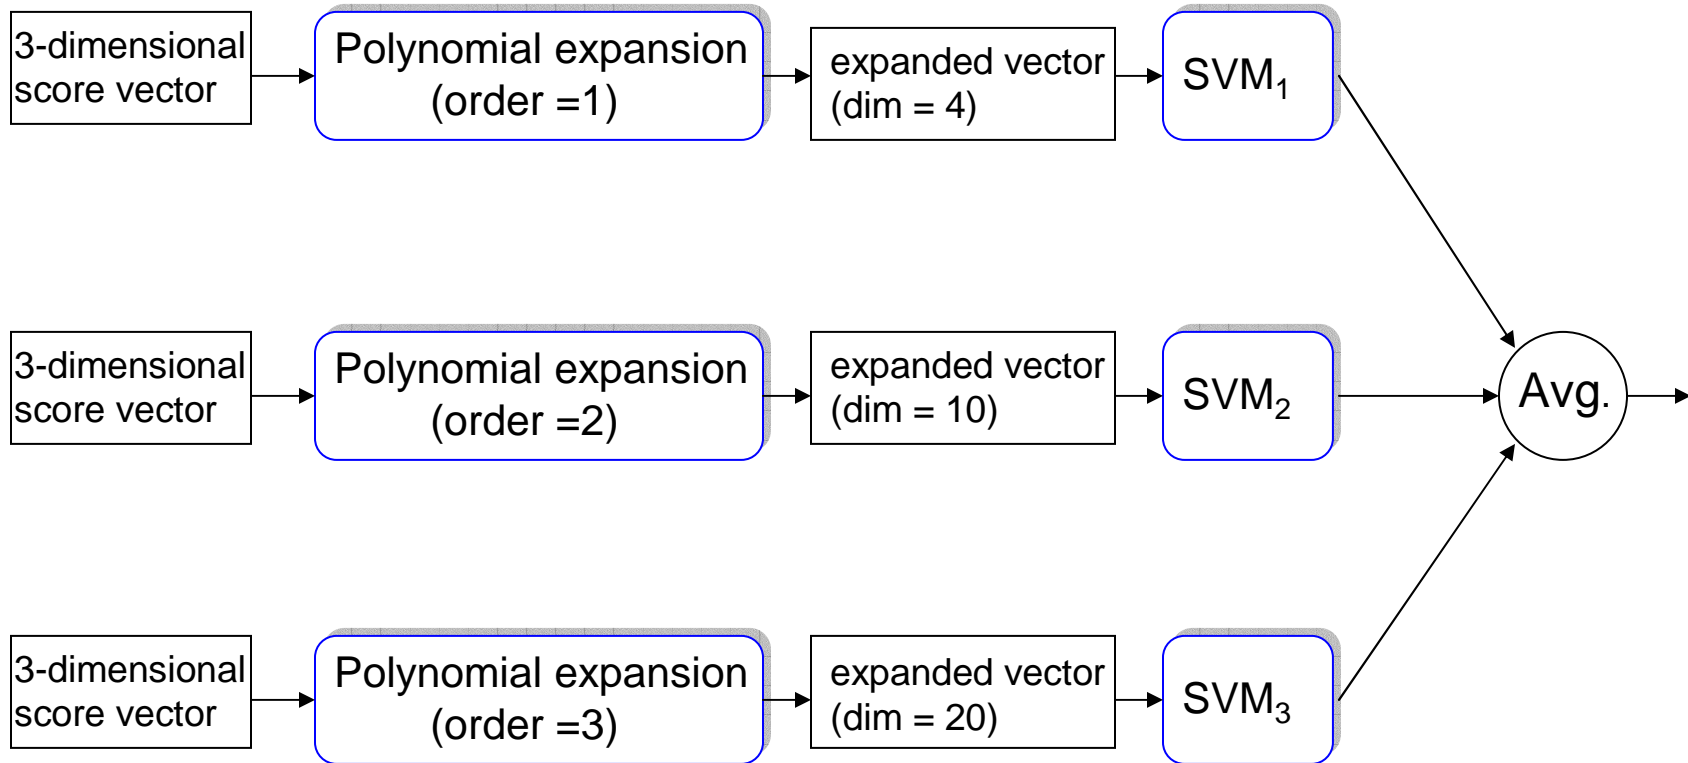 3-dimensional
score vector
Polynomial expansion
(order =1)
expanded vector
(dim = 4)
SVM₁
3-dimensional
score vector
Polynomial expansion
(order =2)
expanded vector
(dim = 10)
SVM₂
Avg.
3-dimensional
score vector
Polynomial expansion
(order =3)
expanded vector
(dim = 20)
SVM₃